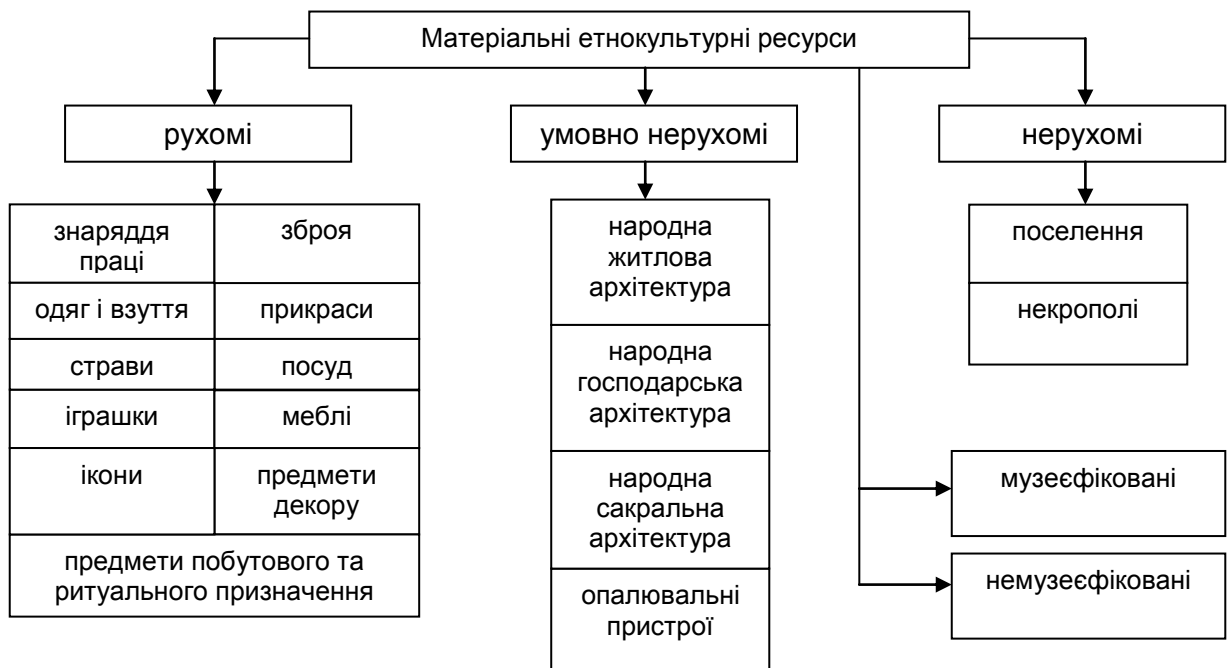 Матеріальні етнокультурні ресурси
рухомі
умовно нерухомі
нерухомі
знаряддя
праці
зброя
одяг і взуття
прикраси
страви
посуд
іграшки
меблі
ікони
предмети
декору
предмети побутового та
ритуального призначення
народна
житлова
архітектура
народна
господарська
архітектура
народна
сакральна
архітектура
опалювальні
пристрої
поселення
некрополі
музеєфіковані
немузеєфіковані